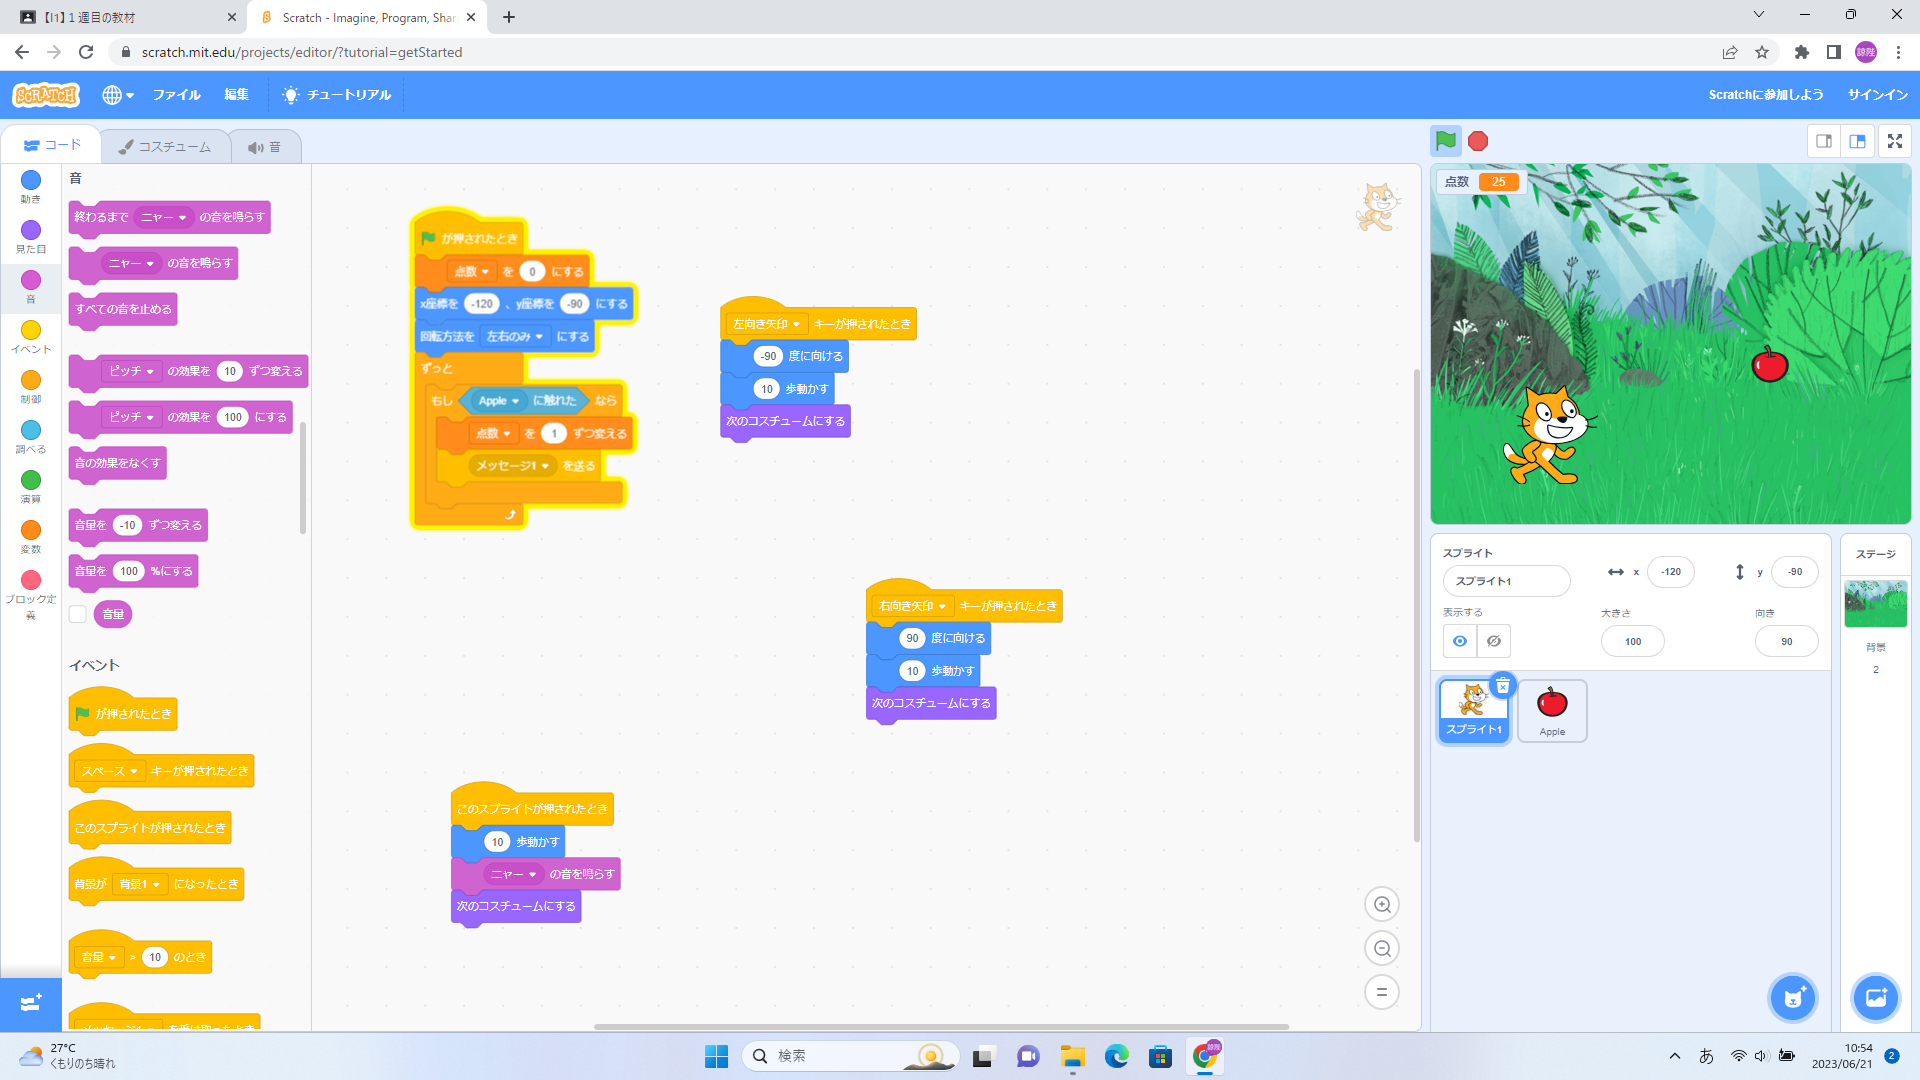 【I1】1 週目の教材
Scratch - Imagine, Program, Shar
scratch.mit.edu/projects/editor/?tutorial=getStarted
諒陛
SCRATCH
ファイル
編集
チュートリアル
Scratchに参加しよう
サインイン
コード
コスチューム
音
動き
見た目
音
イベント
制御
調べる
演算
変数
ブロック定義
音
終わるまで ニャー の音を鳴らす
ニャー の音を鳴らす
すべての音を止める
ピッチ の効果を 10 ずつ変える
ピッチ の効果を 100 にする
音の効果をなくす
音量を -10 ずつ変える
音量を 100 %にする
音量
イベント
が押されたとき
スペース キーが押されたとき
このスプライトが押されたとき
背景が 背景1 になったとき
音量 > 10 のとき
メッセージ1 を受け取ったとき
が押されたとき
点数 を 0 にする
x座標を -120 、y座標を -90 にする
回転方法を 左右のみ にする
ずっと
もし Apple に触れた なら
点数 を 1 ずつ変える
メッセージ1 を送る
左向き矢印 キーが押されたとき
-90 度に向ける
10 歩動かす
次のコスチュームにする
右向き矢印 キーが押されたとき
90 度に向ける
10 歩動かす
次のコスチュームにする
このスプライトが押されたとき
10 歩動かす
ニャー の音を鳴らす
次のコスチュームにする
点数 25
スプライト
スプライト1
x -120
y -90
表示する
大きさ
100
向き
90
スプライト1
Apple
ステージ
背景
2
27°C
くもりのち晴れ
検索
あ
10:54
2023/06/21
2